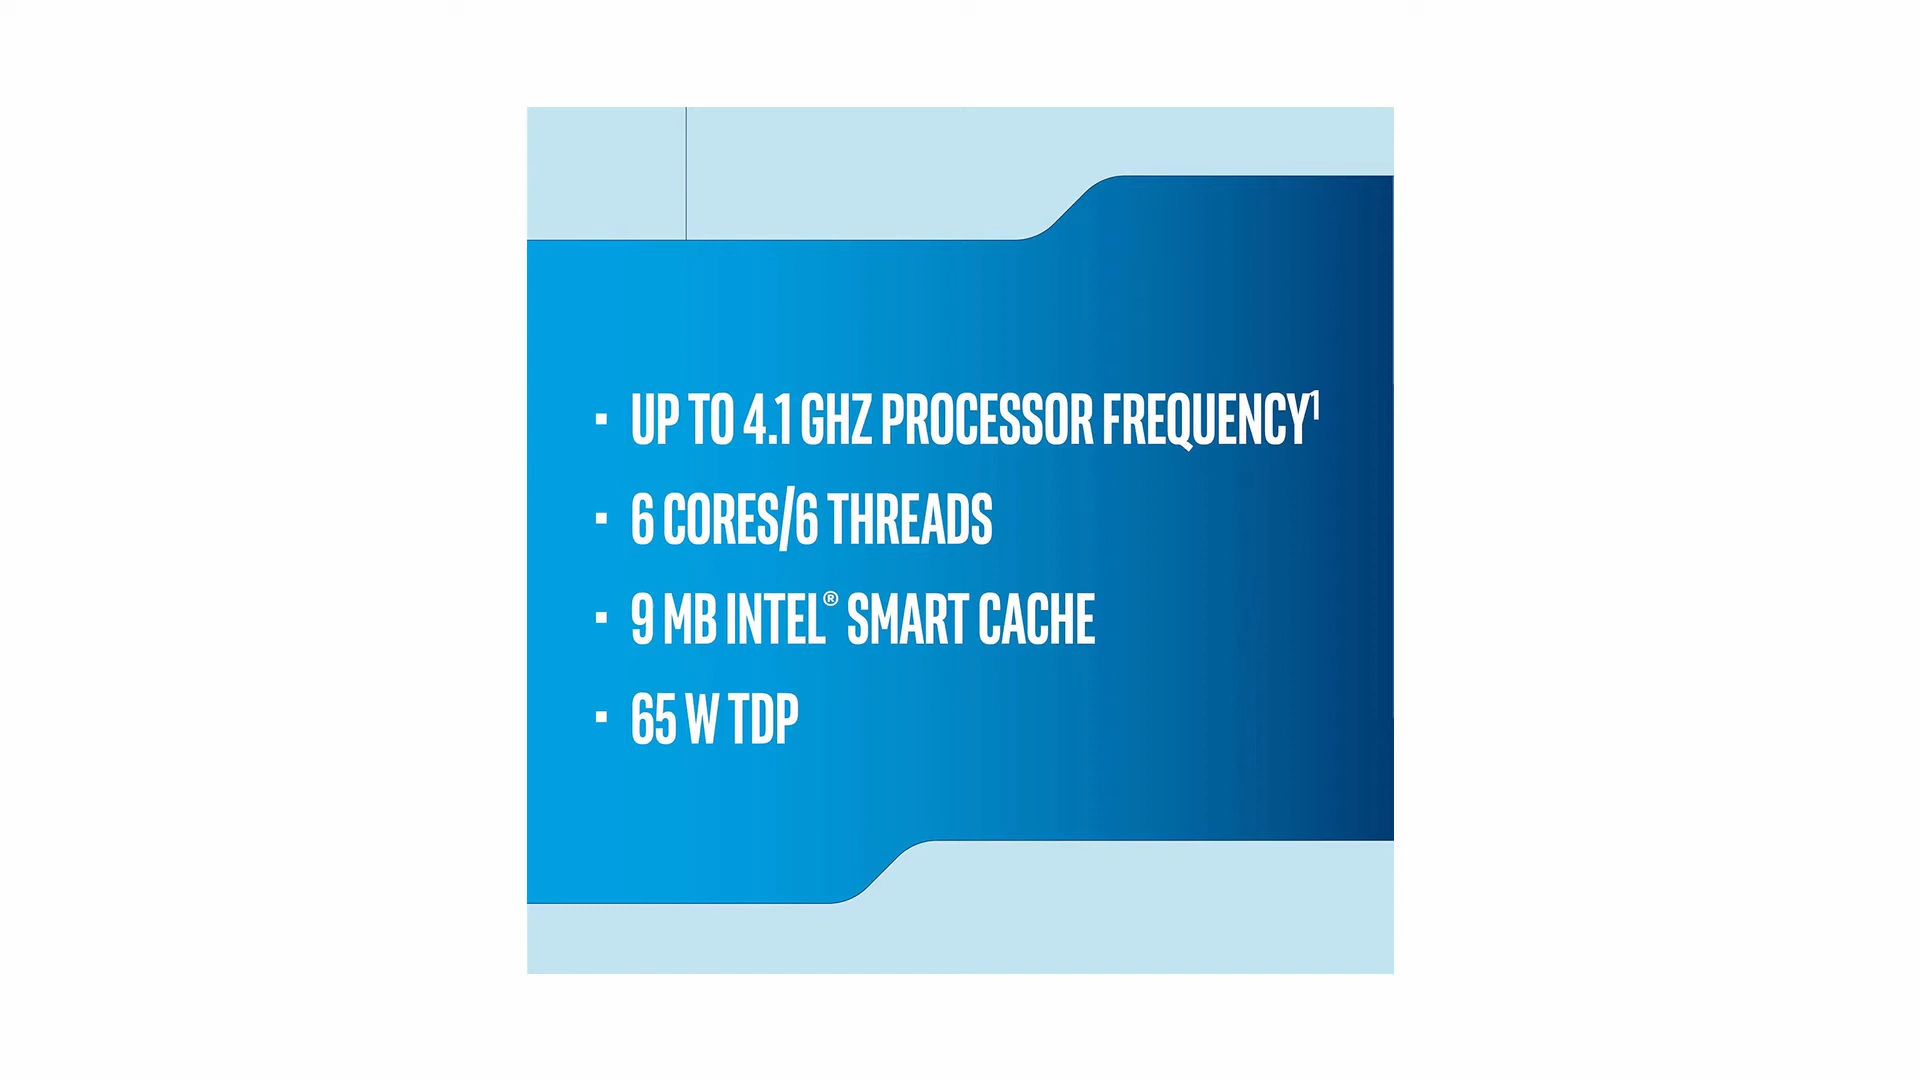 ▪ UP TO 4.1 GHZ PROCESSOR FREQUENCY¹
▪ 6 CORES/6 THREADS
▪ 9 MB INTEL® SMART CACHE
▪ 65 W TDP